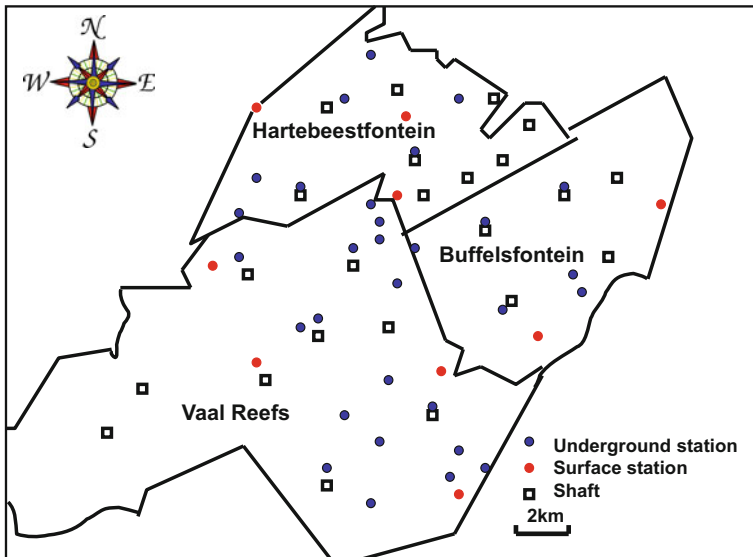 N
W E
S
Hartebeestfontein
Buffelsfontein
Vaal Reefs
Underground station
Surface station
Shaft
2km